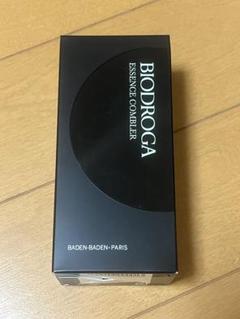 BIODROGA
ESSENCE COMBLER
BADEN-BADEN-PARIS